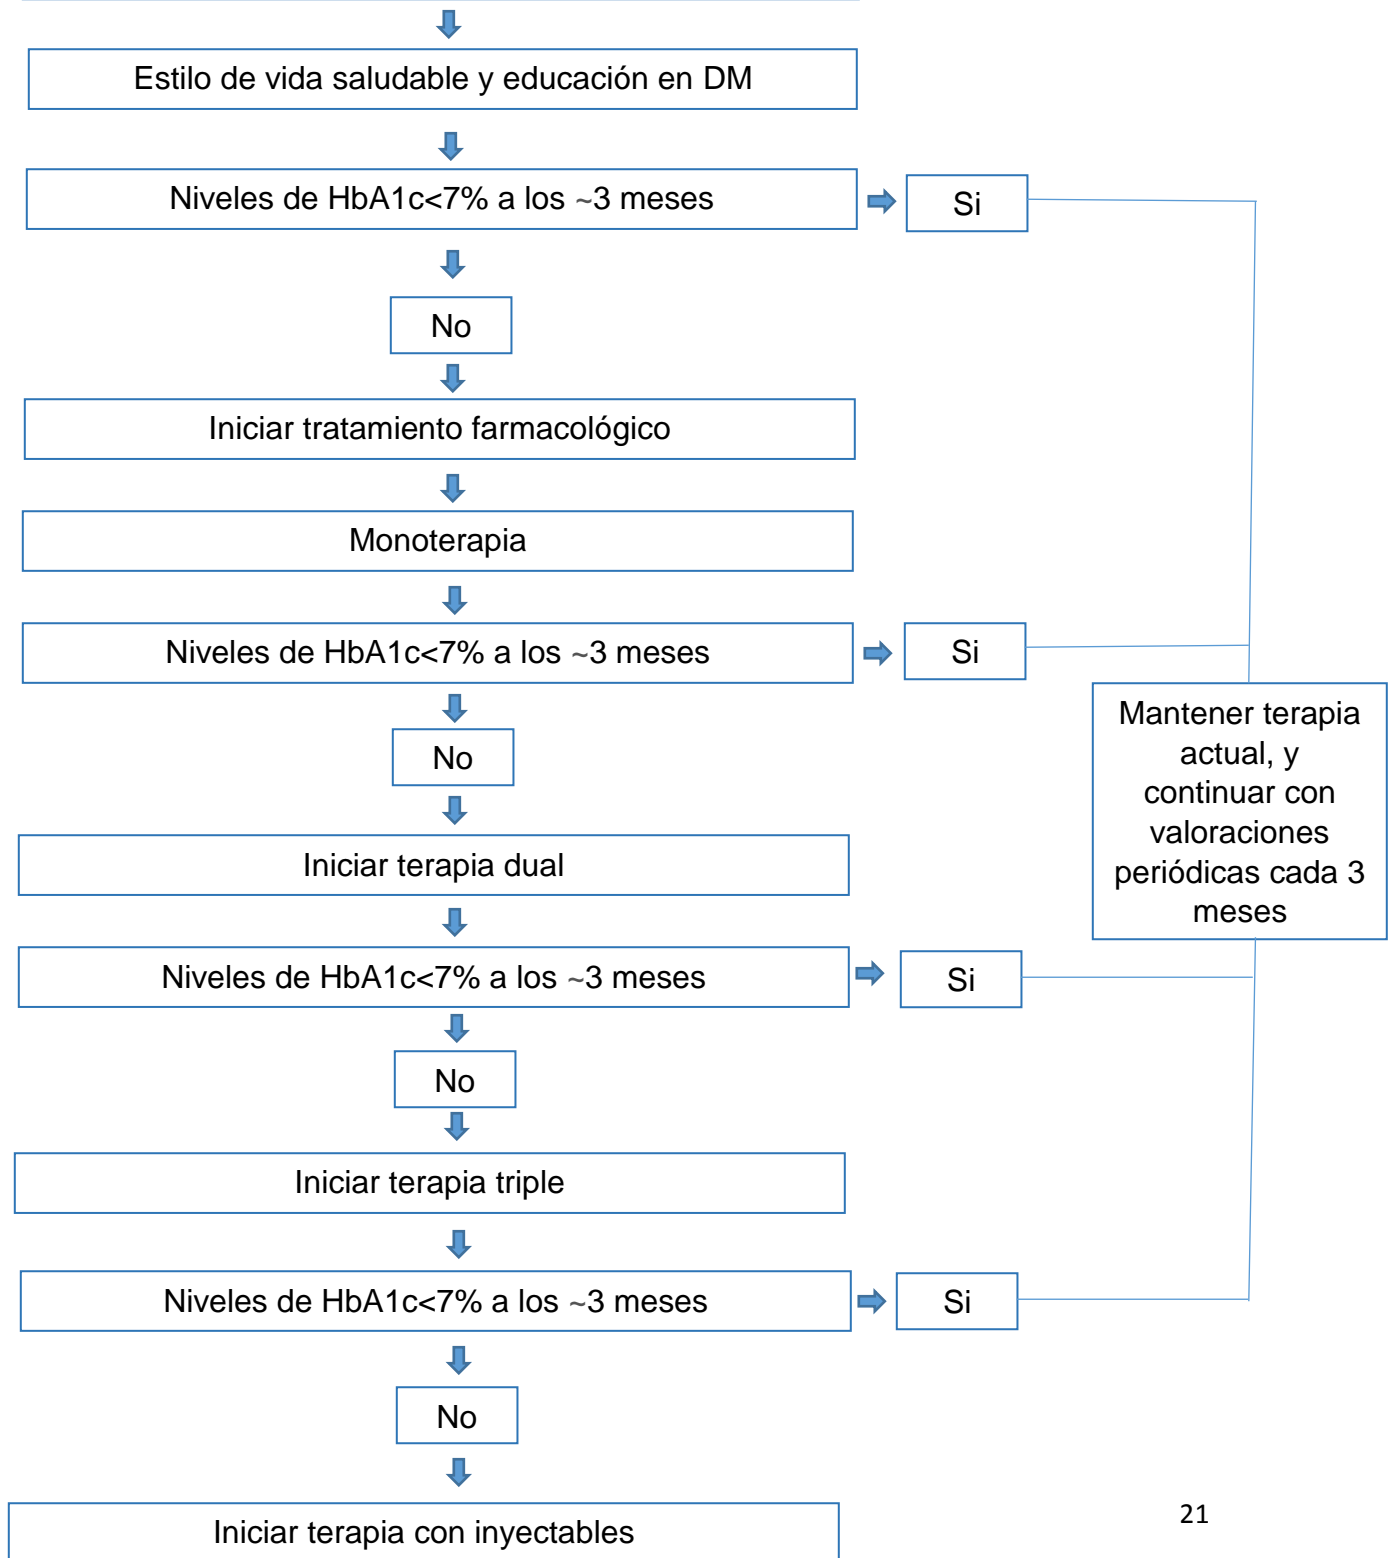 Estilo de vida saludable y educación en DM
Niveles de HbA1c<7% a los ~3 meses
Si
No
Iniciar tratamiento farmacológico
Monoterapia
Niveles de HbA1c<7% a los ~3 meses
Si
No
Mantener terapia
actual, y
continuar con
valoraciones
periódicas cada 3
meses
Iniciar terapia dual
Niveles de HbA1c<7% a los ~3 meses
Si
No
Iniciar terapia triple
Niveles de HbA1c<7% a los ~3 meses
Si
No
Iniciar terapia con inyectables
21